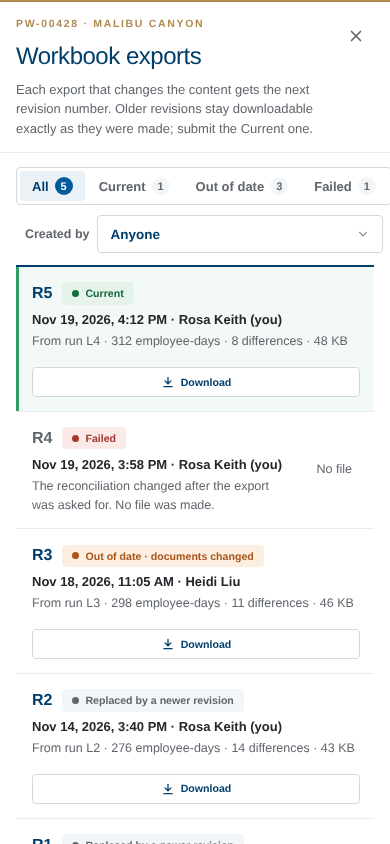 PW-00428 • MALIBU CANYON
Workbook exports
Each export that changes the content gets the next
revision number. Older revisions stay downloadable
exactly as they were made; submit the Current one.
All 5 Current 1 Out of date 3 Failed 1
Created by Anyone
R5 Current
Nov 19, 2026, 4:12 PM · Rosa Keith (you)
From run L4 · 312 employee-days · 8 differences · 48 KB
Download
R4 Failed
Nov 19, 2026, 3:58 PM · Rosa Keith (you)
No file
The reconciliation changed after the export
was asked for. No file was made.
R3 Out of date · documents changed
Nov 18, 2026, 11:05 AM · Heidi Liu
From run L3 · 298 employee-days · 11 differences · 46 KB
Download
R2 Replaced by a newer revision
Nov 14, 2026, 3:40 PM · Rosa Keith (you)
From run L2 · 276 employee-days · 14 differences · 43 KB
Download
R1 Replaced by a newer revision